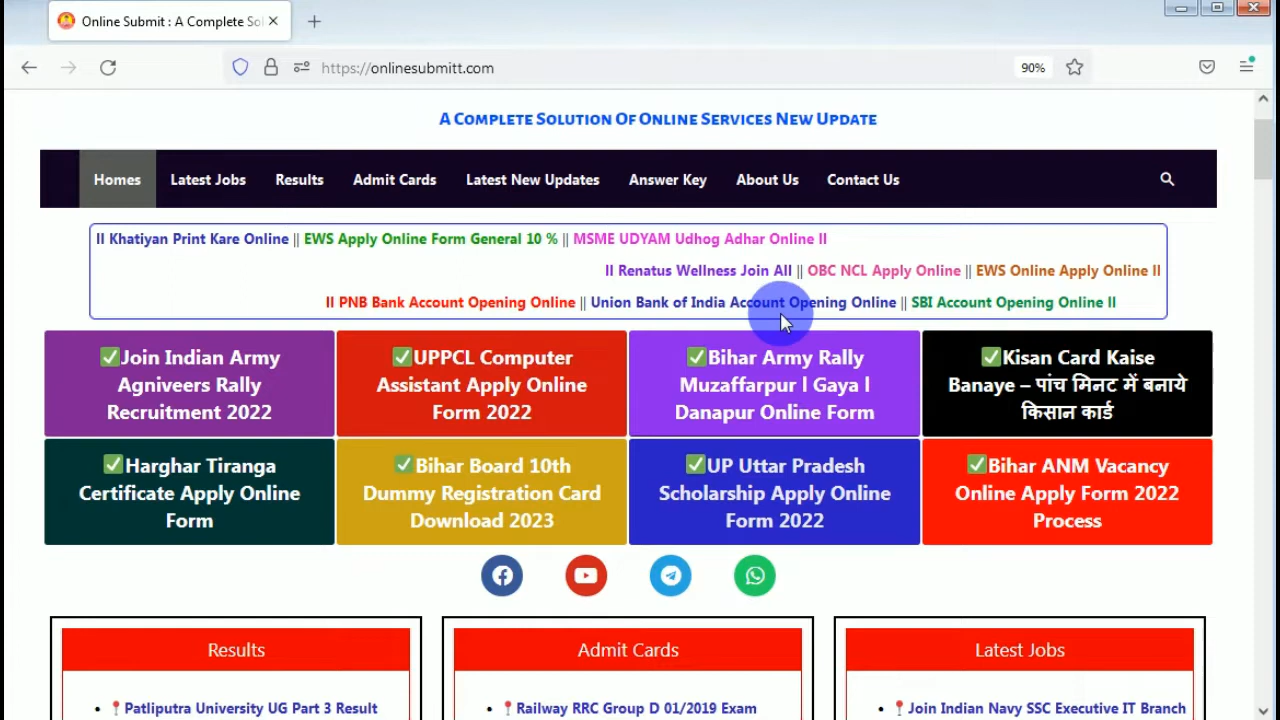 Online Submit : A Complete Sol
https://onlinesubmitt.com
90%
A Complete Solution Of Online Services New Update
Homes Latest Jobs Results Admit Cards Latest New Updates Answer Key About Us Contact Us
II Khatiyan Print Kare Online || EWS Apply Online Form General 10 % || MSME UDYAM Udhog Adhar Online II
II Renatus Wellness Join All || OBC NCL Apply Online || EWS Online Apply Online II
II PNB Bank Account Opening Online || Union Bank of India Account Opening Online || SBI Account Opening Online II
✅Join Indian Army
Agniveers Rally
Recruitment 2022
✅UPPCL Computer
Assistant Apply Online
Form 2022
✅Bihar Army Rally
Muzaffarpur l Gaya l
Danapur Online Form
✅Kisan Card Kaise
Banaye – पांच मिनट में बनाये
किसान कार्ड
✅Harghar Tiranga
Certificate Apply Online
Form
✅Bihar Board 10th
Dummy Registration Card
Download 2023
✅UP Uttar Pradesh
Scholarship Apply Online
Form 2022
✅Bihar ANM Vacancy
Online Apply Form 2022
Process
Results
• 📍Patliputra University UG Part 3 Result
Admit Cards
• 📍Railway RRC Group D 01/2019 Exam
Latest Jobs
• 📍Join Indian Navy SSC Executive IT Branch